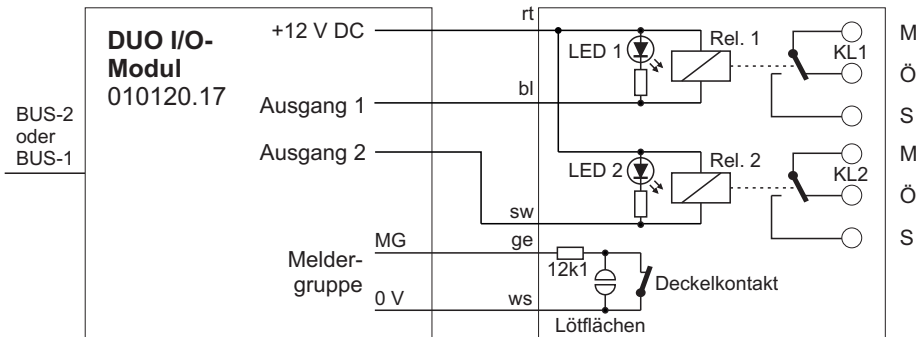 DUO I/O-
Modul
010120.17
BUS-2
oder
BUS-1
+12 V DC
Ausgang 1
Ausgang 2
Melder-
gruppe
MG
0 V
rt
bl
sw
ge
ws
LED 1
Rel. 1
KL1
M
Ö
S
LED 2
Rel. 2
KL2
M
Ö
S
12k1
Deckelkontakt
Lötflächen